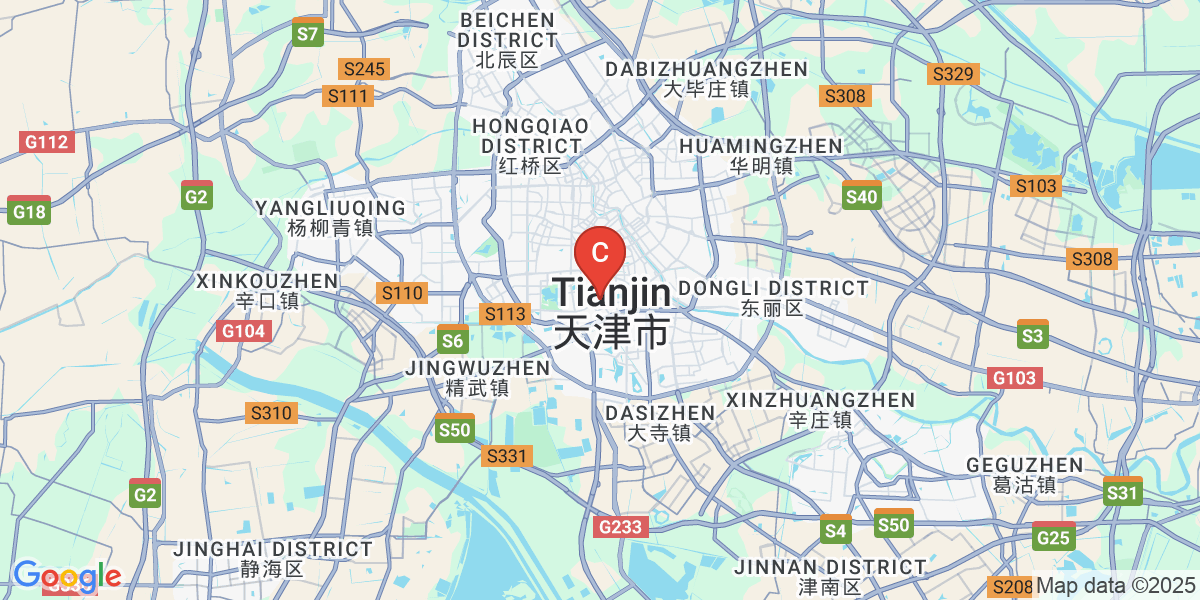 BEICHEN
DISTRICT
北辰区
S7
S245
S111
DABIZHUANGZHEN
大毕庄镇
S329
S308
G112
HONGQIAO
DISTRICT
红桥区
HUAMINGZHEN
华明镇
G2
G18
S40
S103
YANGLIUQING
杨柳青镇
C
S308
XINKOUZHEN
辛口镇
S110
Tianjin
天津市
DONGLI DISTRICT
东丽区
S113
G104
S6
S3
JINGWUZHEN
精武镇
G103
S310
S50
DASIZHEN
大寺镇
XINZHUANGZHEN
辛庄镇
S331
GEGUZHEN
葛沽镇
G2
S31
G233
S4
S50
G25
JINGHAI DISTRICT
静海区
JINNAN DISTRICT
津南区
Google
S208
Map data ©2025